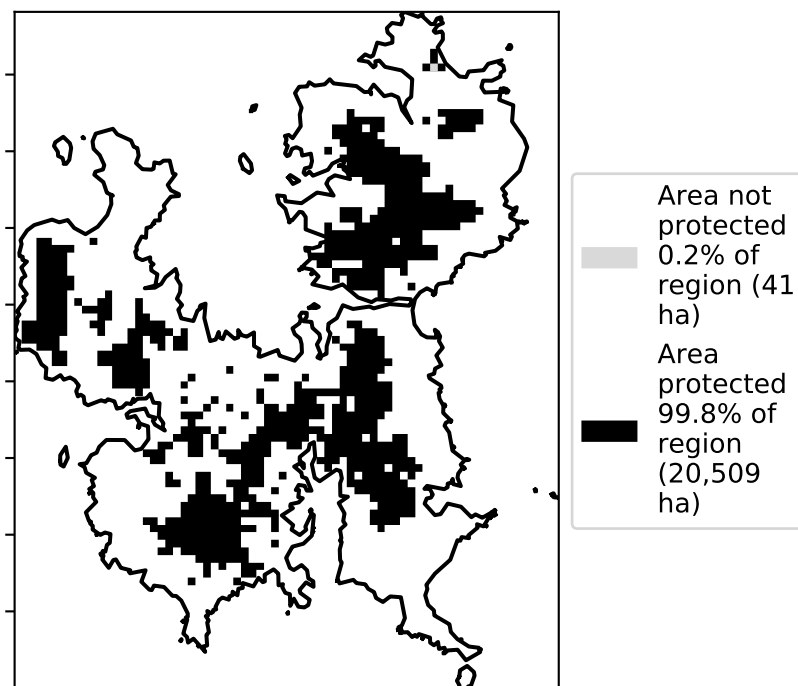 Area not
protected
0.2% of
region (41
ha)
Area
protected
99.8% of
region
(20,509
ha)